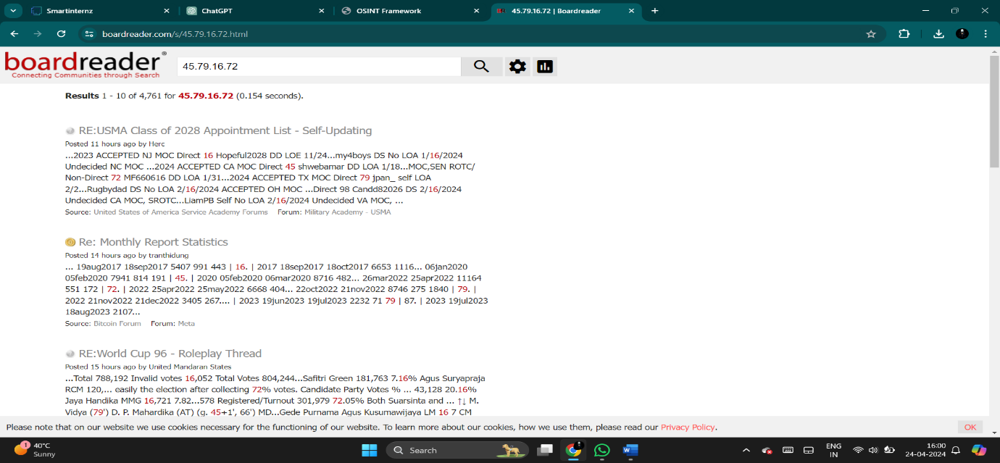 Smartinternz
ChatGPT
OSINT Framework
45.79.16.72 | Boardreader
boardreader.com/s/45.79.16.72.html
boardreader®
Connecting Communities through Search
45.79.16.72
Results 1 - 10 of 4,761 for 45.79.16.72 (0.154 seconds).
RE:USMA Class of 2028 Appointment List - Self-Updating
Posted 11 hours ago by Herc
...2023 ACCEPTED NJ MOC Direct 16 Hopeful2028 DD LOE 11/24...my4boys DS No LOA 1/16/2024
Undecided NC MOC ...2024 ACCEPTED CA MOC Direct 45 shwebamar DD LOA 1/18...MOC,SEN ROTC/
Non-Direct 72 MF660616 DD LOA 1/31...2024 ACCEPTED TX MOC Direct 79 jpan_ self LOA
2/2...Rugbydad DS No LOA 2/16/2024 ACCEPTED OH MOC ...Direct 98 Candd82026 DS 2/16/2024
Undecided CA MOC, SROTC...LiamPB Self No LOA 2/16/2024 Undecided VA MOC, ...
Source: United States of America Service Academy Forums Forum: Military Academy - USMA
Re: Monthly Report Statistics
Posted 14 hours ago by tranthidung
... 19aug2017 18sep2017 5407 991 443 | 16. | 2017 18sep2017 18oct2017 6653 1116... 06jan2020
05feb2020 7941 814 191 | 45. | 2020 05feb2020 06mar2020 8716 482... 26mar2022 25apr2022 11164
551 172 | 72. | 2022 25apr2022 25may2022 6668 404... 22oct2022 21nov2022 8746 275 1840 | 79. |
2022 21nov2022 21dec2022 3405 267.... | 2023 19jun2023 19jul2023 2232 71 79 | 87. | 2023 19jul2023
18aug2023 2107...
Source: Bitcoin Forum Forum: Meta
RE:World Cup 96 - Roleplay Thread
Posted 15 hours ago by United Mandaran States
...Total 788,192 Invalid votes 16,052 Total Votes 804,244...Safitri Green 181,763 7.16% Agus Suryapraja
RCM 120,... easily the election after collecting 72% votes. Candidate Party Votes % ... 43,128 20.16%
Jaya Handika MMG 16,721 7.82...578 Registered/Turnout 301,979 72.05% Both Suarsinta and ... ↑↓ M.
Vidya (79') D. P. Mahardika (AT) (g. 45+1', 66') MD...Gede Purnama Agus Kusumawijaya LM 16 7 CM
Please note that on our website we use cookies necessary for the functioning of our website. To learn more about our cookies, how we use them, please read our Privacy Policy.
OK
1
40°C
Sunny
Search
ENG
IN
16:00
24-04-2024